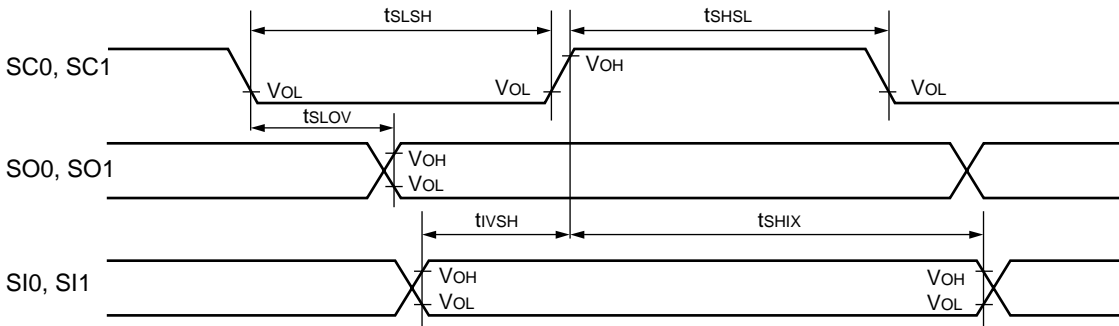 tSLSH
tSHSL
SC0, SC1
VOH
VOL
VOL
VOL
tSLOV
SO0, SO1
VOH
VOL
tIVSH
tSHIX
SI0, SI1
VOH
VOH
VOL
VOL